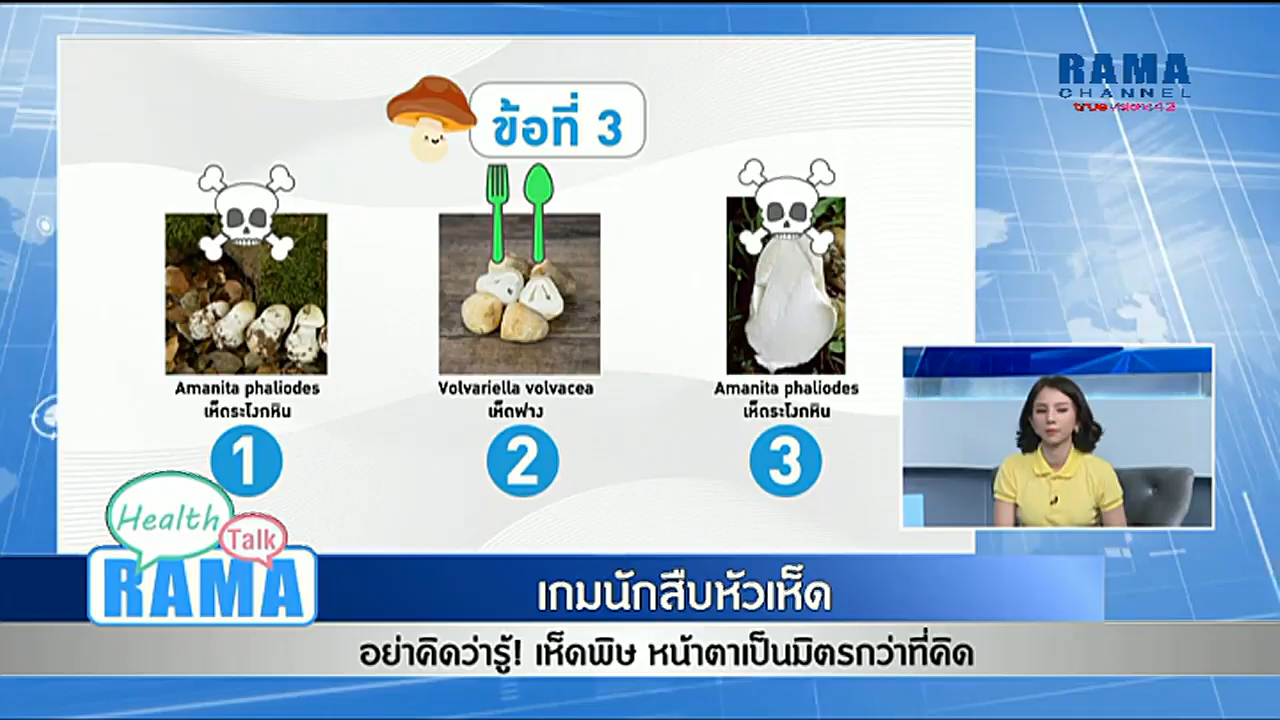 RAMA
CHANNEL
true visions 42
ข้อที่ 3
Amanita phaliodes
เห็ดระโงกหิน
1
Volvariella volvacea
เห็ดฟาง
2
Amanita phaliodes
เห็ดระโงกหิน
3
Health
Talk
RAMA
เกมนักสืบหัวเห็ด
อย่าคิดว่ารู้! เห็ดพิษ หน้าตาเป็นมิตรกว่าที่คิด